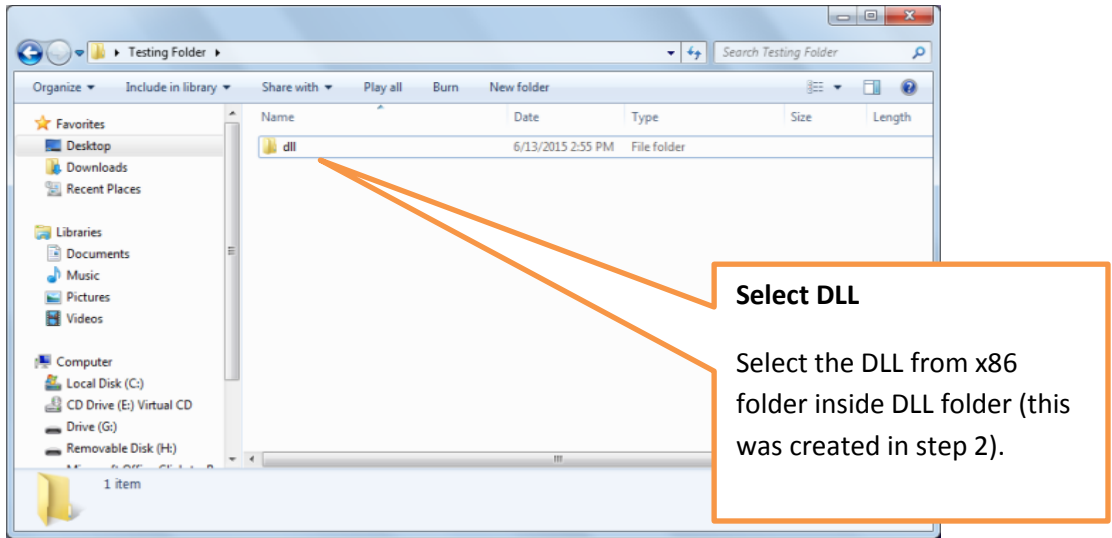 Testing Folder
Search Testing Folder
Organize Include in library Share with Play all Burn New folder
Name Date Type Size Length
dll 6/13/2015 2:55 PM File folder
Favorites
Desktop
Downloads
Recent Places
Libraries
Documents
Music
Pictures
Videos
Computer
Local Disk (C:)
CD Drive (E:) Virtual CD
Drive (G:)
Removable Disk (H:)
1 item
Select DLL
Select the DLL from x86
folder inside DLL folder (this
was created in step 2).